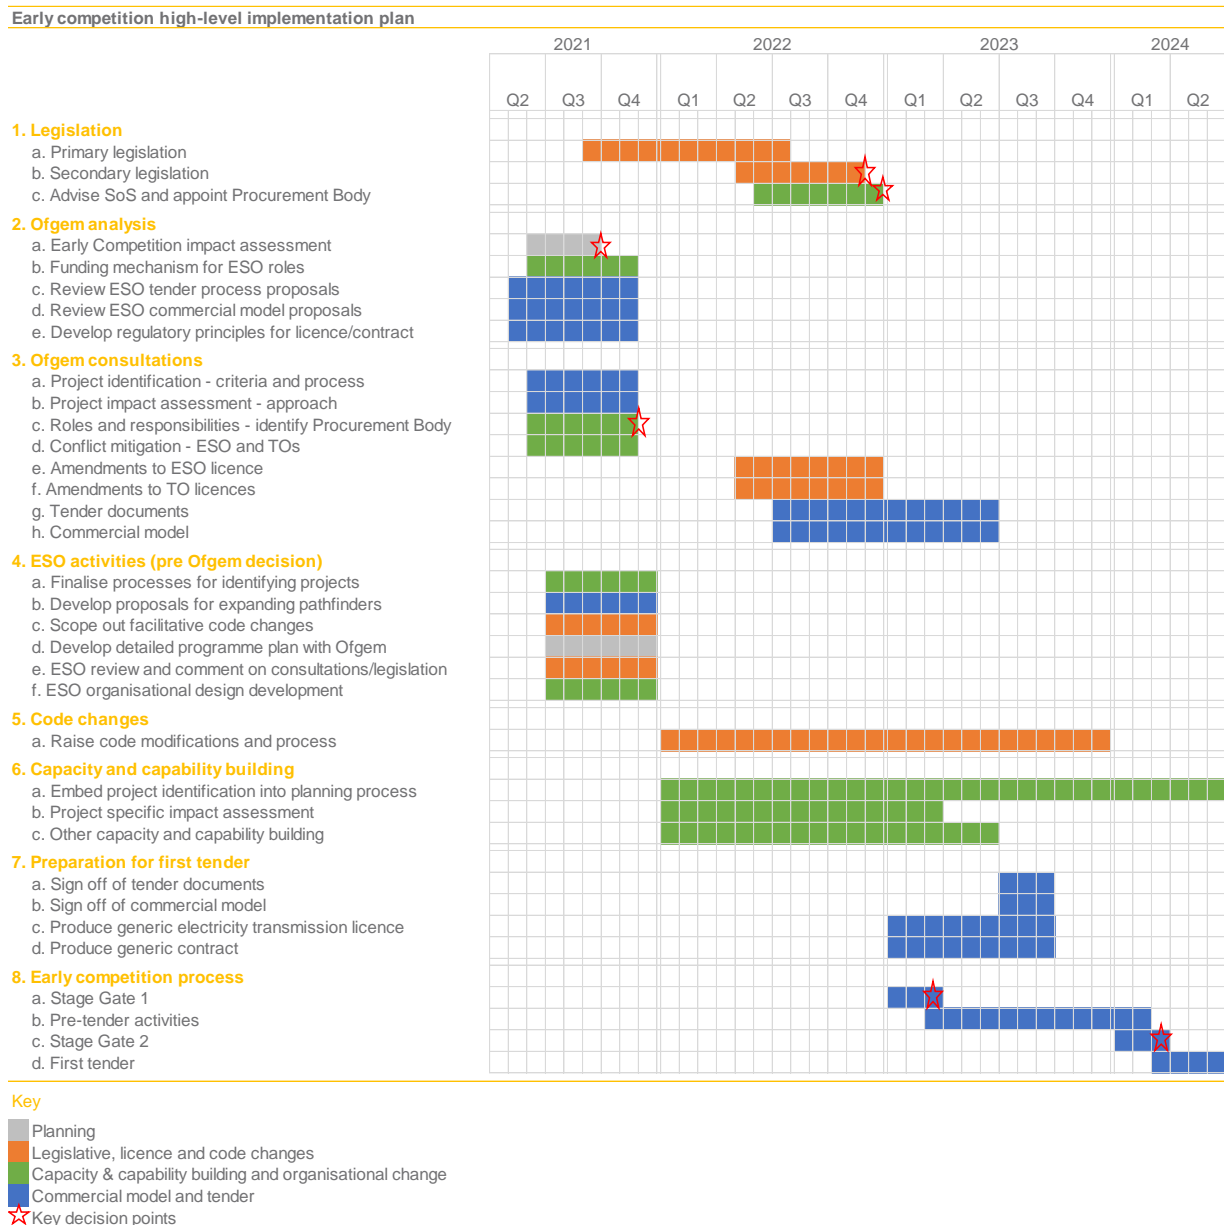 Early competition high-level implementation plan
2021 2022 2023 2024
Q2 Q3 Q4 Q1 Q2 Q3 Q4 Q1 Q2 Q3 Q4 Q1 Q2
1. Legislation
a. Primary legislation
b. Secondary legislation
c. Advise SoS and appoint Procurement Body
2. Ofgem analysis
a. Early Competition impact assessment
b. Funding mechanism for ESO roles
c. Review ESO tender process proposals
d. Review ESO commercial model proposals
e. Develop regulatory principles for licence/contract
3. Ofgem consultations
a. Project identification - criteria and process
b. Project impact assessment - approach
c. Roles and responsibilities - identify Procurement Body
d. Conflict mitigation - ESO and TOs
e. Amendments to ESO licence
f. Amendments to TO licences
g. Tender documents
h. Commercial model
4. ESO activities (pre Ofgem decision)
a. Finalise processes for identifying projects
b. Develop proposals for expanding pathfinders
c. Scope out facilitative code changes
d. Develop detailed programme plan with Ofgem
e. ESO review and comment on consultations/legislation
f. ESO organisational design development
5. Code changes
a. Raise code modifications and process
6. Capacity and capability building
a. Embed project identification into planning process
b. Project specific impact assessment
c. Other capacity and capability building
7. Preparation for first tender
a. Sign off of tender documents
b. Sign off of commercial model
c. Produce generic electricity transmission licence
d. Produce generic contract
8. Early competition process
a. Stage Gate 1
b. Pre-tender activities
c. Stage Gate 2
d. First tender
Key
Planning
Legislative, licence and code changes
Capacity & capability building and organisational change
Commercial model and tender
Key decision points